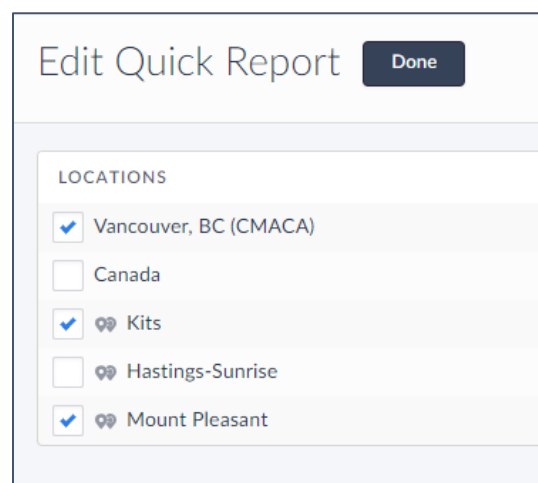 Edit Quick Report Done
LOCATIONS
Vancouver, BC (CMACA)
Canada
Kits
Hastings-Sunrise
Mount Pleasant